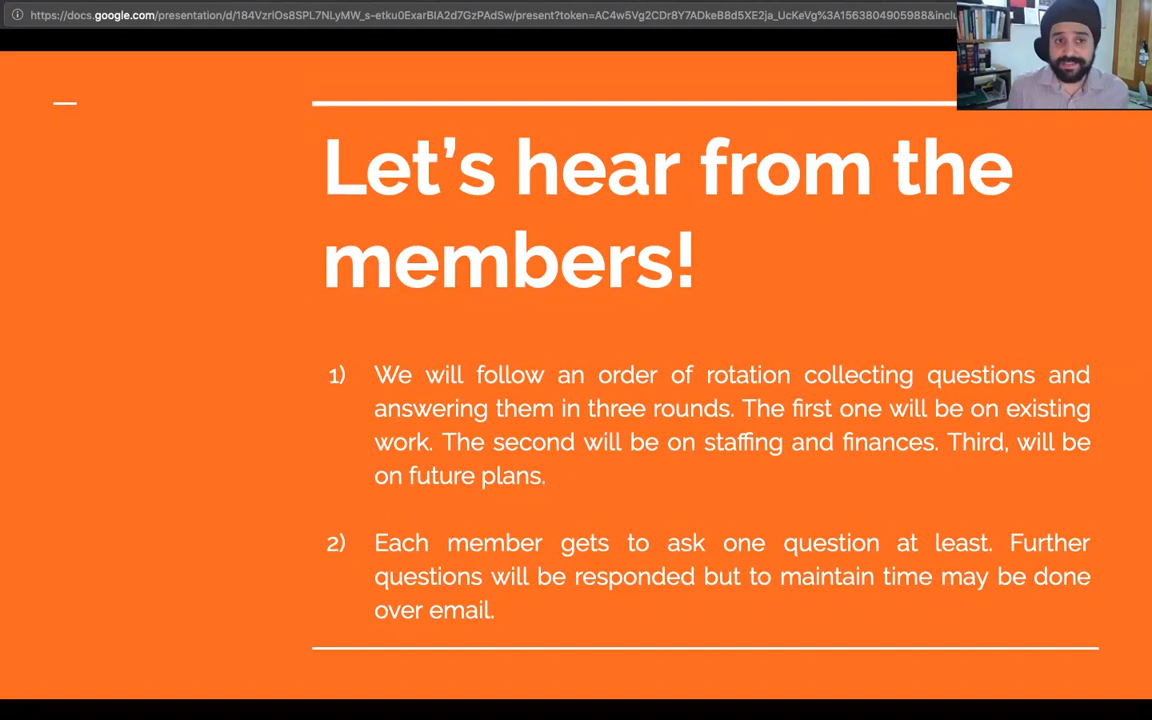 https://docs.google.com/presentation/d/184VzrlOs8SPL7NLyMW_s-etku0ExarBIA2d7GzPAdSw/present?token=AC4w5Vg2CDr8Y7ADkeB8d5XE2ja_UcKeVg%3A1563804905988&inclu
Let's hear from the
members!
1) We will follow an order of rotation collecting questions and
answering them in three rounds. The first one will be on existing
work. The second will be on staffing and finances. Third, will be
on future plans.
2) Each member gets to ask one question at least. Further
questions will be responded but to maintain time may be done
over email.